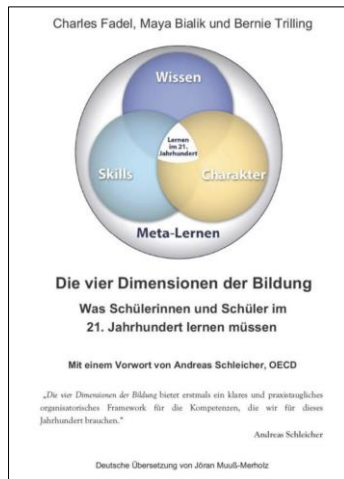 Charles Fadel, Maya Bialik und Bernie Trilling
Wissen
Lernen
im 21.
Jahrhundert
Skills
Charakter
Meta-Lernen
Die vier Dimensionen der Bildung
Was Schülerinnen und Schüler im
21. Jahrhundert lernen müssen
Mit einem Vorwort von Andreas Schleicher, OECD
„Die vier Dimensionen der Bildung bietet erstmals ein klares und praxistaugliches
organisatorisches Framework für die Kompetenzen, die wir für dieses
Jahrhundert brauchen.“
Andreas Schleicher
Deutsche Übersetzung von Jöran Muuß-Merholz